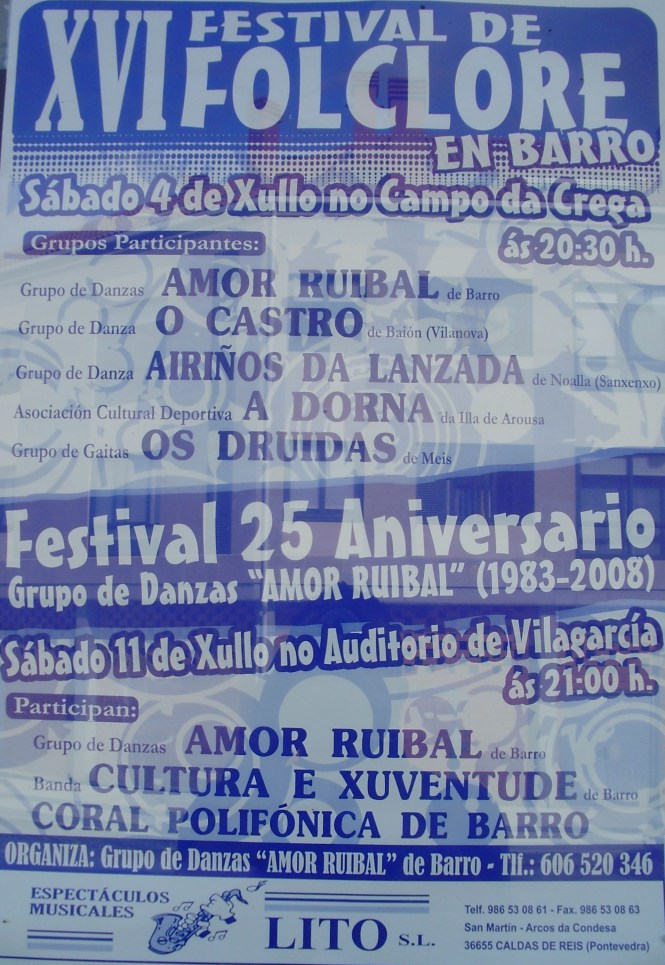 XVI FESTIVAL DE
FOLCLORE
EN BARRO
Sábado 4 de Xullo no Campo da Crega
ás 20:30 h.
Grupos Participantes:
Grupo de Danzas AMOR RUIBAL de Barro
Grupo de Danza O CASTRO de Baión (Vilanova)
Grupo de Danza AIRIÑOS DA LANZADA de Noalla (Sanxenxo)
Asociación Cultural Deportiva A DORNA da Illa de Arousa
Grupo de Gaitas OS DRUIDAS de Meis
Festival 25 Aniversario
Grupo de Danzas "AMOR RUIBAL" (1983-2008)
Sábado 11 de Xullo no Auditorio de Vilagarcía
ás 21:00 h.
Participan:
Grupo de Danzas AMOR RUIBAL de Barro
Banda CULTURA E XUVENTUDE de Barro
CORAL POLIFÓNICA DE BARRO
ORGANIZA: Grupo de Danzas "AMOR RUIBAL" de Barro - Tlf.: 606 520 346
ESPECTÁCULOS
MUSICALES
LITO S.L.
Telf. 986 53 08 61 - Fax. 986 53 08 63
San Martín - Arcos da Condesa
36655 CALDAS DE REIS (Pontevedra)